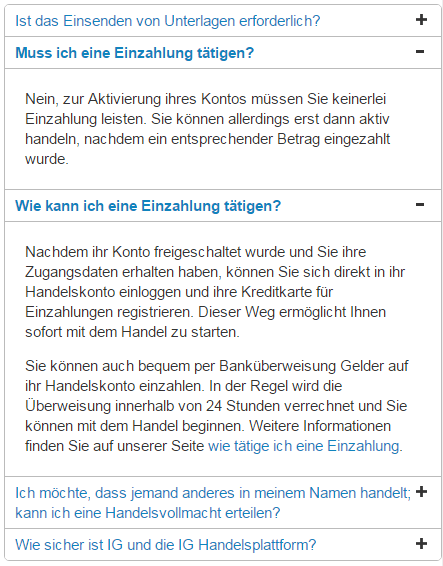 Ist das Einsenden von Unterlagen erforderlich?
Muss ich eine Einzahlung tätigen?
Nein, zur Aktivierung ihres Kontos müssen Sie keinerlei
Einzahlung leisten. Sie können allerdings erst dann aktiv
handeln, nachdem ein entsprechender Betrag eingezahlt
wurde.
Wie kann ich eine Einzahlung tätigen?
Nachdem ihr Konto freigeschaltet wurde und Sie ihre
Zugangsdaten erhalten haben, können Sie sich direkt in ihr
Handelskonto einloggen und ihre Kreditkarte für
Einzahlungen registrieren. Dieser Weg ermöglicht Ihnen
sofort mit dem Handel zu starten.
Sie können auch bequem per Banküberweisung Gelder auf
ihr Handelskonto einzahlen. In der Regel wird die
Überweisung innerhalb von 24 Stunden verrechnet und Sie
können mit dem Handel beginnen. Weitere Informationen
finden Sie auf unserer Seite wie tätige ich eine Einzahlung.
Ich möchte, dass jemand anderes in meinem Namen handelt;
kann ich eine Handelsvollmacht erteilen?
Wie sicher ist IG und die IG Handelsplattform?